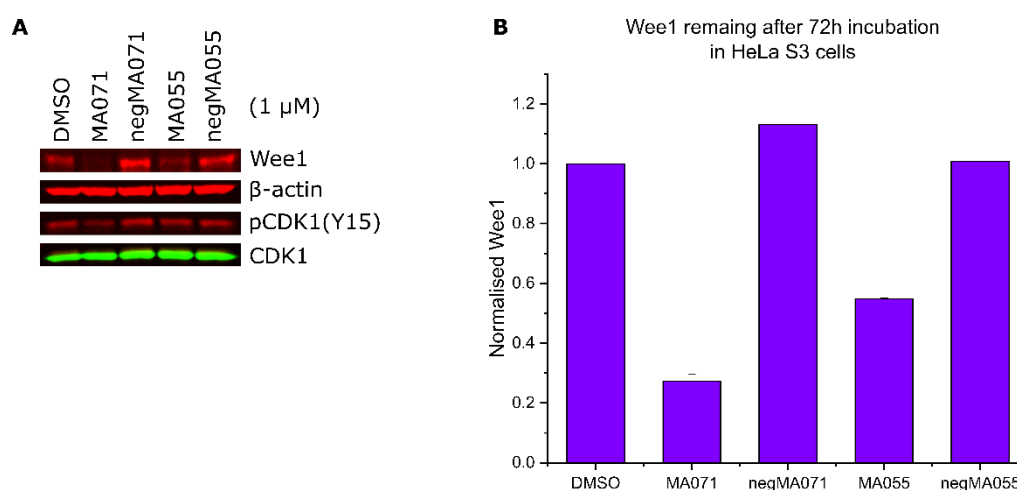 A
DMSO
MA071
negMA071
MA055
negMA055
(1 μM)
Wee1
β-actin
pCDK1(Y15)
CDK1
B
Wee1 remaing after 72h incubation
in HeLa S3 cells
Normalised Wee1
1.2
1.0
0.8
0.6
0.4
0.2
0.0
DMSO MA071 negMA071 MA055 negMA055